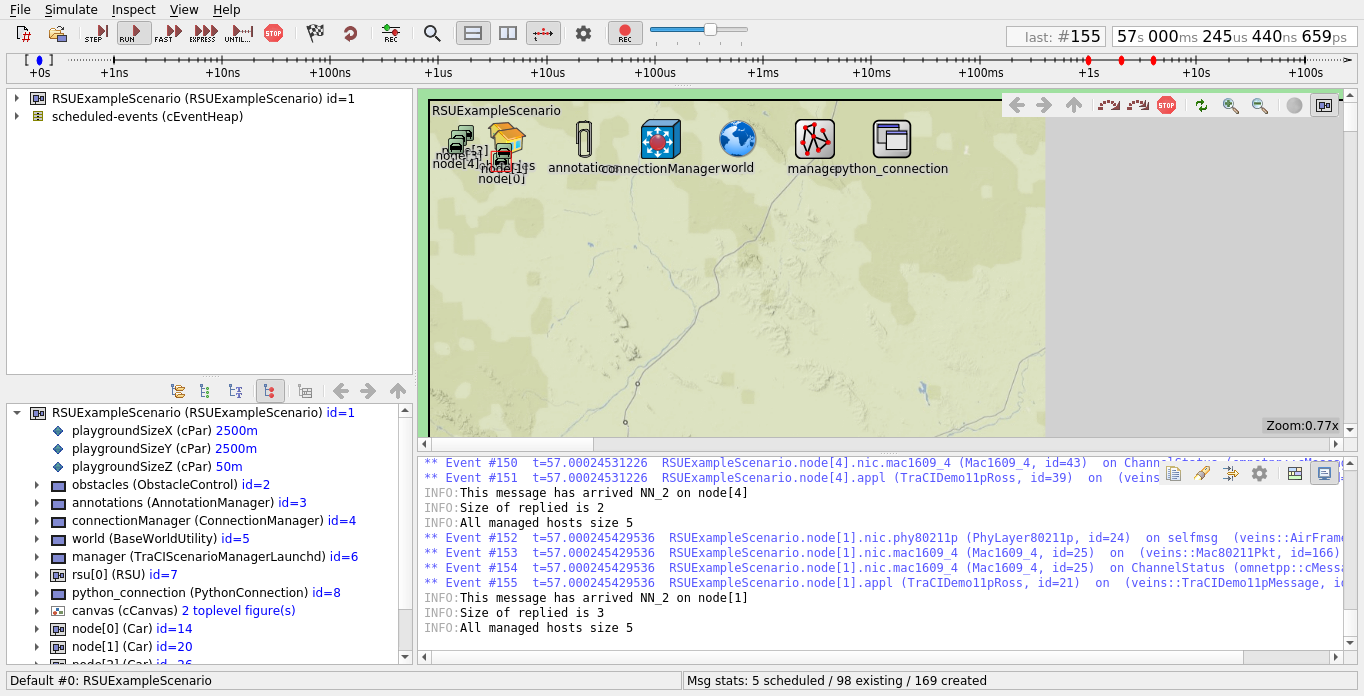 File Simulate Inspect View Help
STEP RUN FAST EXPRESS UNTIL... STOP REC REC
last: #155 57s 000ms 245us 440ns 659ps
+0s +1ns +10ns +100ns +1us +10us +100us +1ms +10ms +100ms +1s +10s +100s
RSUExampleScenario (RSUExampleScenario) id=1
scheduled-events (cEventHeap)
RSUExampleScenario
STOP
node[4]
node[1]
node[0]
connectionManager
world
python_connection
Zoom:0.77x
RSUExampleScenario (RSUExampleScenario) id=1
playgroundSizeX (cPar) 2500m
playgroundSizeY (cPar) 2500m
playgroundSizeZ (cPar) 50m
obstacles (ObstacleControl) id=2
annotations (AnnotationManager) id=3
connectionManager (ConnectionManager) id=4
world (BaseWorldUtility) id=5
manager (TraCIScenarioManagerLaunchd) id=6
rsu[0] (RSU) id=7
python_connection (PythonConnection) id=8
canvas (cCanvas) 2 toplevel figure(s)
node[0] (Car) id=14
node[1] (Car) id=20
** Event #150 t=57.00024531226 RSUExampleScenario.node[4].nic.mac1609_4 (Mac1609_4, id=43) on
** Event #151 t=57.00024531226 RSUExampleScenario.node[4].appl (TraCIDemo11pRoss, id=39) on (veins
INFO:This message has arrived NN_2 on node[4]
INFO:Size of replied is 2
INFO:All managed hosts size 5
** Event #152 t=57.000245429536 RSUExampleScenario.node[1].nic.phy80211p (PhyLayer80211p, id=24) on selfmsg (veins::AirFrame
** Event #153 t=57.000245429536 RSUExampleScenario.node[1].nic.mac1609_4 (Mac1609_4, id=25) on (veins::Mac80211Pkt, id=166)
** Event #154 t=57.000245429536 RSUExampleScenario.node[1].nic.mac1609_4 (Mac1609_4, id=25) on ChannelStatus (omnetpp::cMessa
** Event #155 t=57.000245429536 RSUExampleScenario.node[1].appl (TraCIDemo11pRoss, id=21) on (veins::TraCIDemo11pMessage, id
INFO:This message has arrived NN_2 on node[1]
INFO:Size of replied is 3
INFO:All managed hosts size 5
Default #0: RSUExampleScenario
Msg stats: 5 scheduled / 98 existing / 169 created